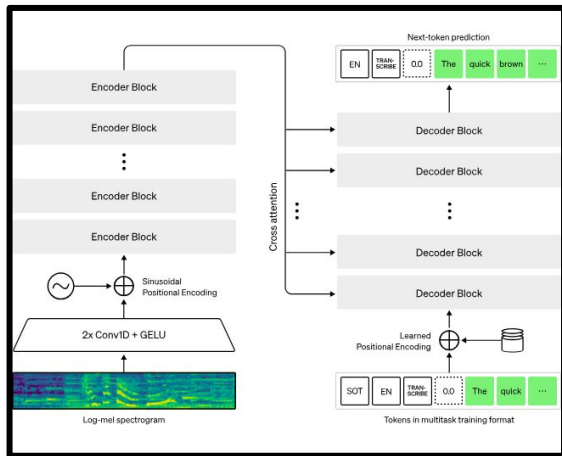 Next-token prediction
EN
TRAN-
SCRIBE
0.0
The
quick
brown
...
Encoder Block
Encoder Block
Encoder Block
Encoder Block
Sinusoidal
Positional Encoding
2x Conv1D + GELU
Log-mel spectrogram
Cross attention
Decoder Block
Decoder Block
Decoder Block
Decoder Block
Learned
Positional Encoding
SOT
EN
TRAN-
SCRIBE
0.0
The
quick
...
Tokens in multitask training format